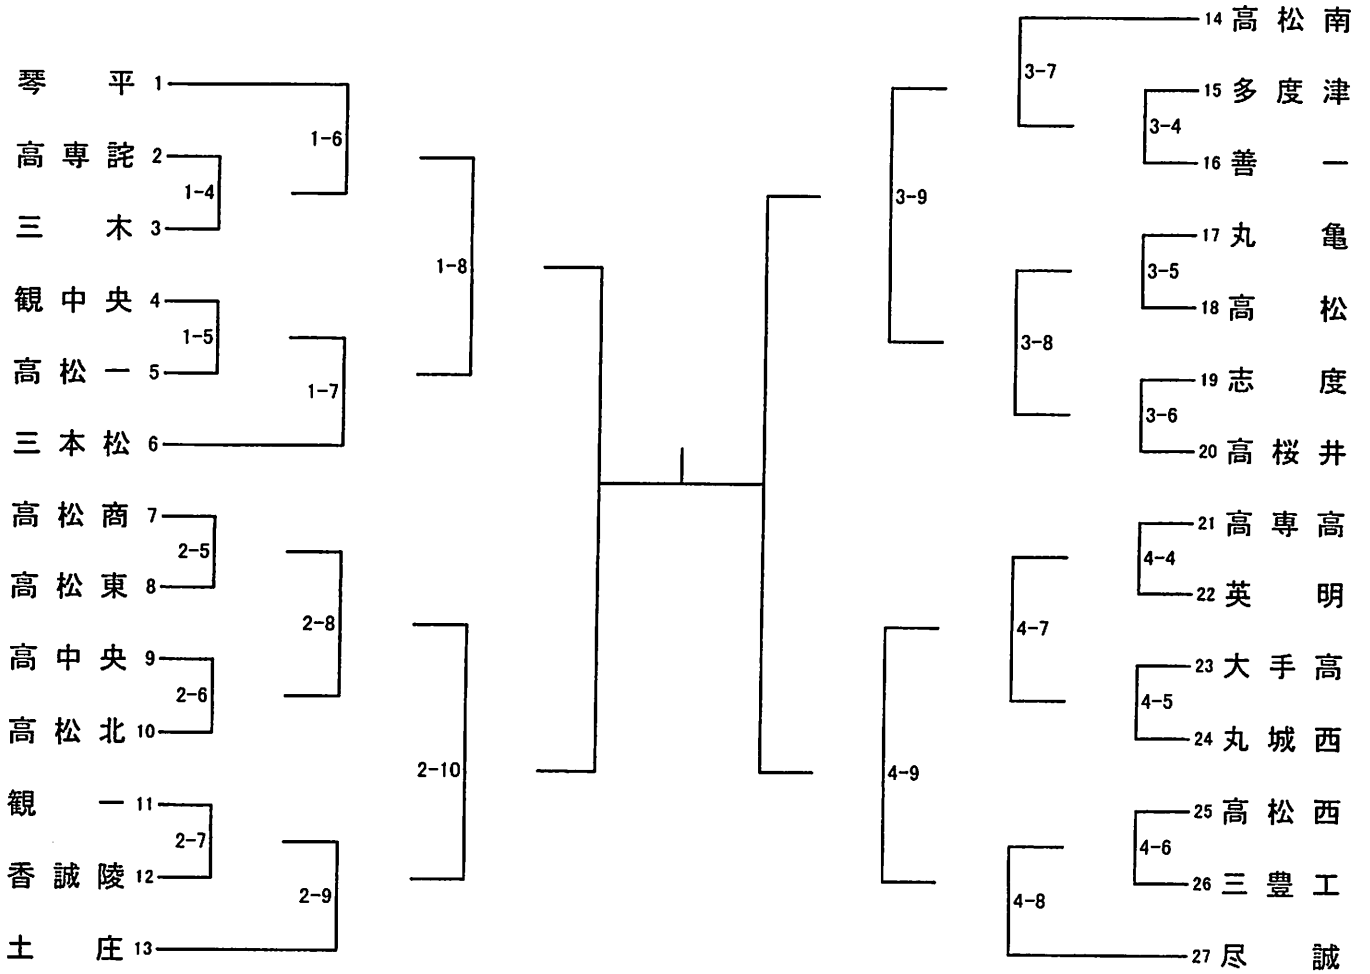 琴平 1
1-6
高専詫 2
1-4
三木 3
1-8
観中央 4
1-5
高松一 5
1-7
三本松 6
高松商 7
2-5
高松東 8
2-8
高中央 9
2-6
高松北 10
2-10
観一 11
2-7
香誠陵 12
2-9
土庄 13
14 高松南
3-7
15 多度津
3-4
16 善一
3-9
17 丸亀
3-5
18 高松
3-8
19 志度
3-6
20 高桜井
21 高専高
4-4
22 英明
4-7
23 大手高
4-5
24 丸城西
4-9
25 高松西
4-6
26 三豊工
4-8
27 尽誠